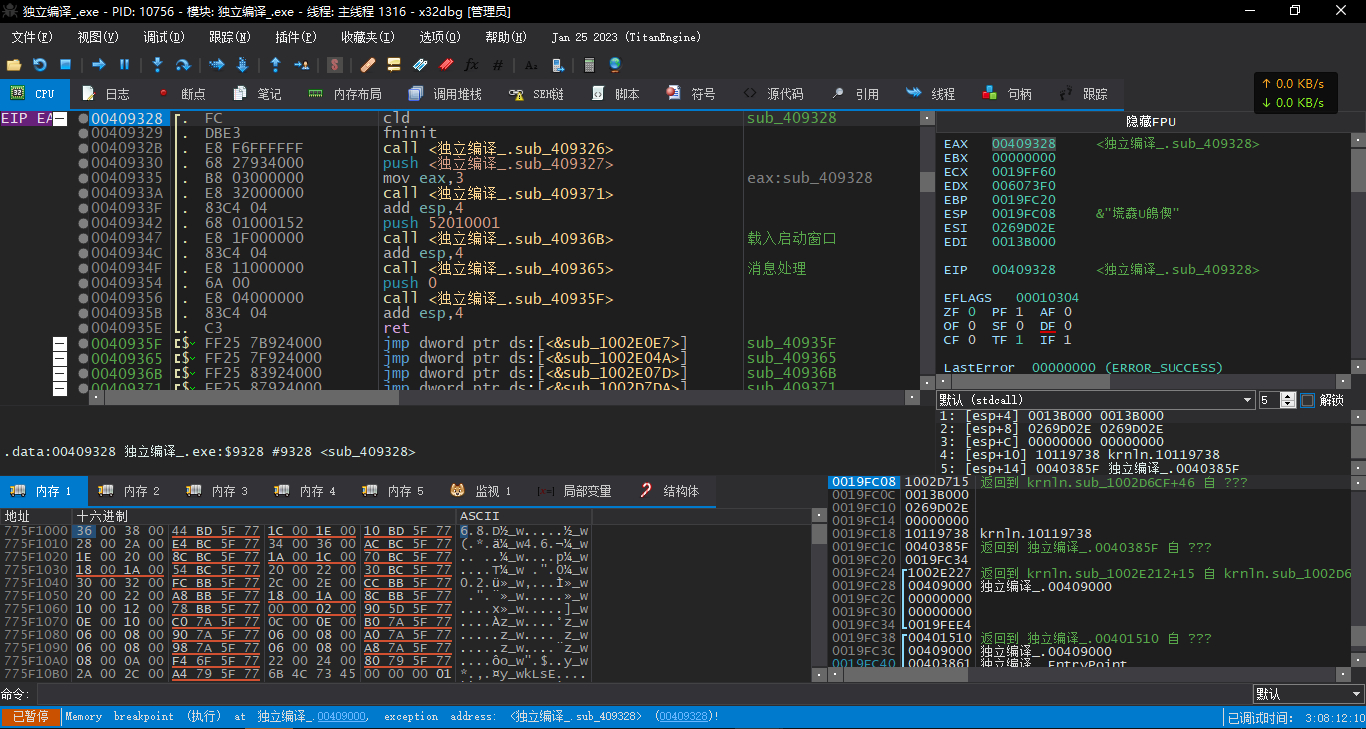 独立编译_.exe - PID: 10756 - 模块: 独立编译_.exe - 线程: 主线程 1316 - x32dbg [管理员]
文件(F) 视图(V) 调试(D) 跟踪(N) 插件(P) 收藏夹(I) 选项(O) 帮助(H) Jan 25 2023 (TitanEngine)
CPU 日志 断点 笔记 内存布局 调用堆栈 SEH链 脚本 符号 源代码 引用 线程 句柄 跟踪
↑ 0.0 KB/s
↓ 0.0 KB/s
EIP EA 00409328 . FC cld sub_409328
00409329 . DBE3 fninit
0040932B . E8 F6FFFFFF call <独立编译_.sub_409326>
00409330 . 68 27934000 push <独立编译_.sub_409327>
00409335 . B8 03000000 mov eax,3 eax:sub_409328
0040933A . E8 32000000 call <独立编译_.sub_409371>
0040933F . 83C4 04 add esp,4
00409342 . 68 01000152 push 52010001
00409347 . E8 1F000000 call <独立编译_.sub_40936B> 载入启动窗口
0040934C . 83C4 04 add esp,4
0040934F . E8 11000000 call <独立编译_.sub_409365> 消息处理
00409354 . 6A 00 push 0
00409356 . E8 04000000 call <独立编译_.sub_40935F>
0040935B . 83C4 04 add esp,4
0040935E . C3 ret
0040935F $ FF25 7B924000 jmp dword ptr ds:[<&sub_1002E0E7>] sub_40935F
00409365 $ FF25 7F924000 jmp dword ptr ds:[<&sub_1002E04A>] sub_409365
0040936B $ FF25 83924000 jmp dword ptr ds:[<&sub_1002E07D>] sub_40936B
00409371 $ FF25 87924000 jmp dword ptr ds:[<&sub_1002D7DA>] sub_409371
隐藏FPU
EAX 00409328 <独立编译_.sub_409328>
EBX 00000000
ECX 0019FF60
EDX 006073F0
EBP 0019FC20
ESP 0019FC08
ESI 0269D02E
EDI 0013B000
EIP 00409328 <独立编译_.sub_409328>
EFLAGS 00010304
ZF 0 PF 1 AF 0
OF 0 SF 0 DF 0
CF 0 TF 1 IF 1
LastError 00000000 (ERROR_SUCCESS)
默认 (stdcall) 5 解锁
1: [esp+4] 0013B000 0013B000
2: [esp+8] 0269D02E 0269D02E
3: [esp+C] 00000000 00000000
4: [esp+10] 10119738 krnln.10119738
5: [esp+14] 0040385F 独立编译_.0040385F
.data:00409328 独立编译_.exe:$9328 #9328 <sub_409328>
内存 1 内存 2 内存 3 内存 4 内存 5 监视 1 局部变量 结构体
地址 十六进制 ASCII
775F1000 36 00 38 00 44 BD 5F 77 1C 00 1E 00 10 BD 5F 77 6.8.D½_w.....½_w
775F1010 28 00 2A 00 E4 BC 5F 77 34 00 36 00 AC BC 5F 77 (.*.ä¼_w4.6.¬¼_w
775F1020 1E 00 20 00 8C BC 5F 77 1A 00 1C 00 70 BC 5F 77 .. ..¼_w....p¼_w
775F1030 18 00 1A 00 54 BC 5F 77 20 00 22 00 30 BC 5F 77 ....T¼_w .".0¼_w
775F1040 30 00 32 00 FC BB 5F 77 2C 00 2E 00 CC BB 5F 77 0.2.ü»_w,...Ì»_w
775F1050 20 00 22 00 A8 BB 5F 77 18 00 1A 00 8C BB 5F 77 .".¨»_w.....»_w
775F1060 10 00 12 00 78 BB 5F 77 00 00 02 00 90 5D 5F 77 ....x»_w.....]_w
775F1070 0E 00 10 00 C0 7A 5F 77 0C 00 0E 00 B0 7A 5F 77 ....Àz_w....°z_w
775F1080 06 00 08 00 90 7A 5F 77 06 00 08 00 A0 7A 5F 77 .....z_w.... z_w
775F1090 06 00 08 00 98 7A 5F 77 06 00 08 00 A8 7A 5F 77 .....z_w....¨z_w
775F10A0 08 00 0A 00 F4 6F 5F 77 22 00 24 00 80 79 5F 77 ....ôo_w".$..y_w
775F10B0 2A 00 2C 00 A4 79 5F 77 6B 4C 73 45 00 00 00 01 *.,.¤y_wkLsE....
0019FC08 1002D715 返回到 krnln.sub_1002D6CF+46 自 ???
0019FC0C 0013B000
0019FC10 0269D02E
0019FC14 00000000
0019FC18 10119738 krnln.10119738
0019FC1C 0040385F 返回到 独立编译_.0040385F 自 ???
0019FC20 0019FC34
0019FC24 1002E227 返回到 krnln.sub_1002E212+15 自 krnln.sub_1002D6
0019FC28 00409000 独立编译_.00409000
0019FC2C 00000000
0019FC30 00000000
0019FC34 0019FEE4
0019FC38 00401510 返回到 独立编译_.00401510 自 ???
0019FC3C 00409000 独立编译_.00409000
0019FC40 00403861 独立编译_.EntryPoint
命令: 默认
已暂停 Memory breakpoint (执行) at 独立编译_.00409000, exception address: <独立编译_.sub_409328> (00409328)! 已调试时间: 3:08:12:10